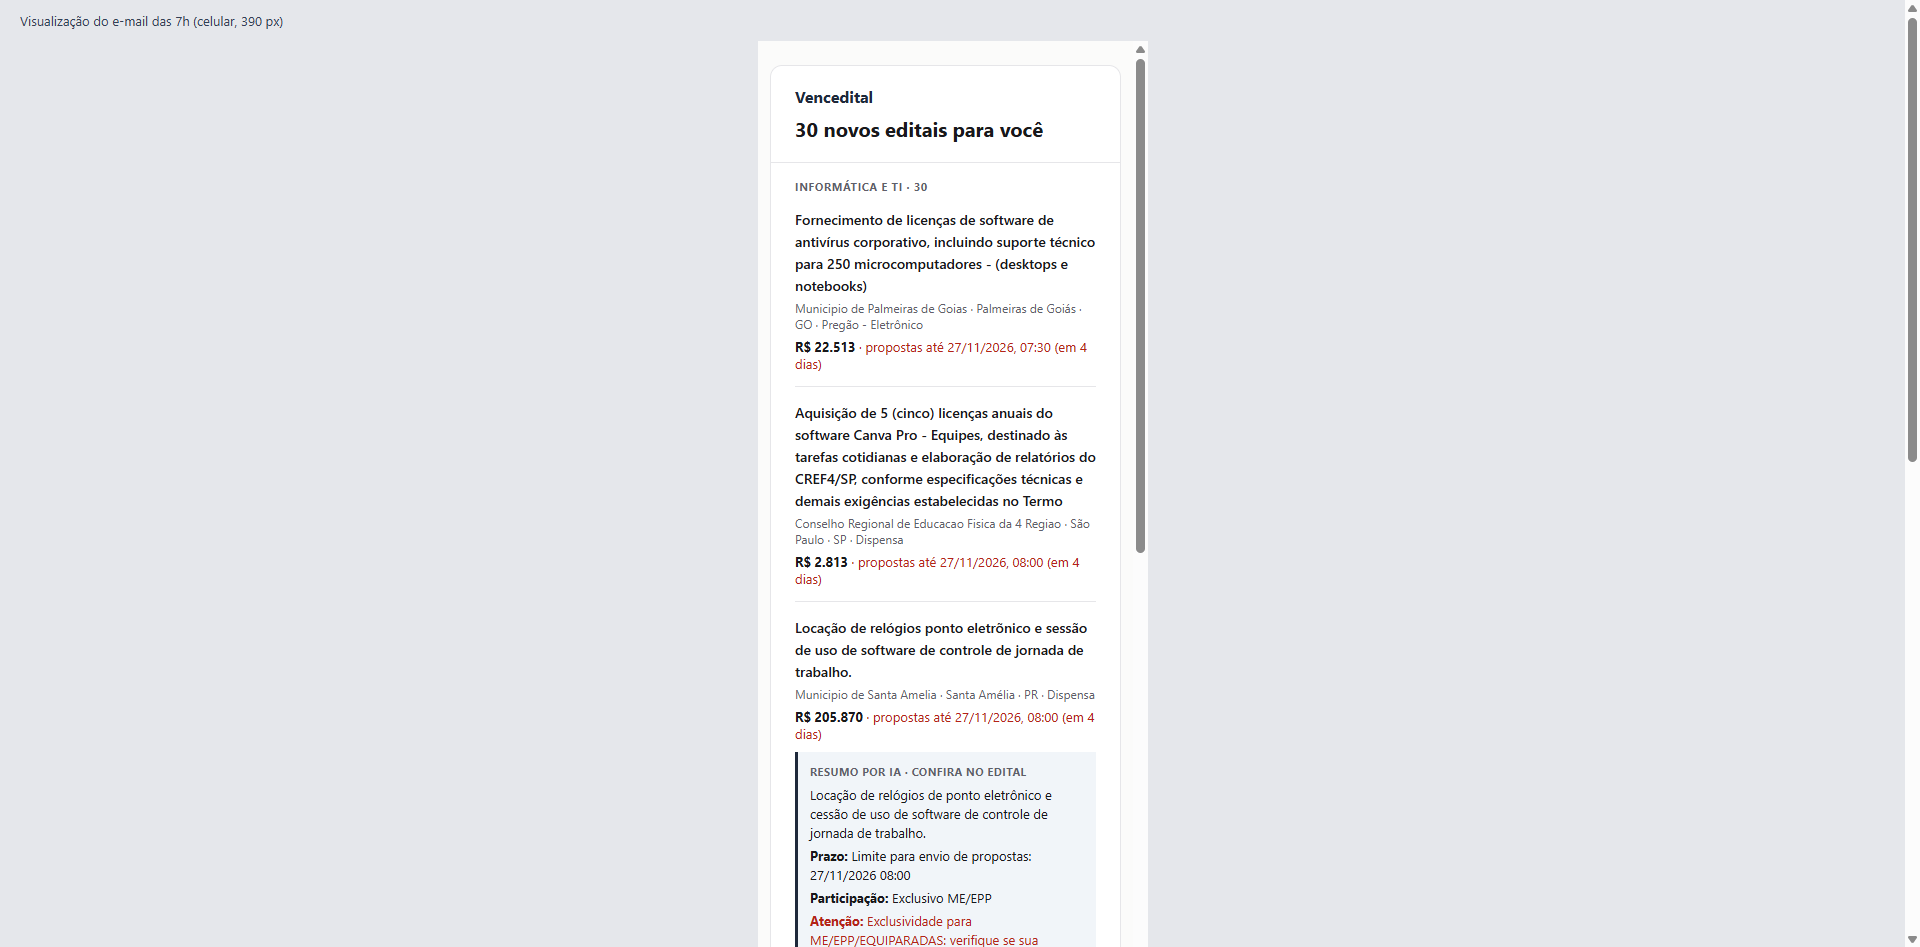 Visualização do e-mail das 7h (celular, 390 px)
Vencedital
30 novos editais para você
INFORMÁTICA E TI · 30
Fornecimento de licenças de software de
antivírus corporativo, incluindo suporte técnico
para 250 microcomputadores - (desktops e
notebooks)
Municipio de Palmeiras de Goias · Palmeiras de Goiás ·
GO · Pregão - Eletrônico
R$ 22.513 · propostas até 27/11/2026, 07:30 (em 4
dias)
Aquisição de 5 (cinco) licenças anuais do
software Canva Pro - Equipes, destinado às
tarefas cotidianas e elaboração de relatórios do
CREF4/SP, conforme especificações técnicas e
demais exigências estabelecidas no Termo
Conselho Regional de Educacao Fisica da 4 Regiao · São
Paulo · SP · Dispensa
R$ 2.813 · propostas até 27/11/2026, 08:00 (em 4
dias)
Locação de relógios ponto eletrõnico e sessão
de uso de software de controle de jornada de
trabalho.
Municipio de Santa Amelia · Santa Amélia · PR · Dispensa
R$ 205.870 · propostas até 27/11/2026, 08:00 (em 4
dias)
RESUMO POR IA · CONFIRA NO EDITAL
Locação de relógios de ponto eletrônico e
cessão de uso de software de controle de
jornada de trabalho.
Prazo: Limite para envio de propostas:
27/11/2026 08:00
Participação: Exclusivo ME/EPP
Atenção: Exclusividade para
ME/EPP/EQUIPARADAS: verifique se sua